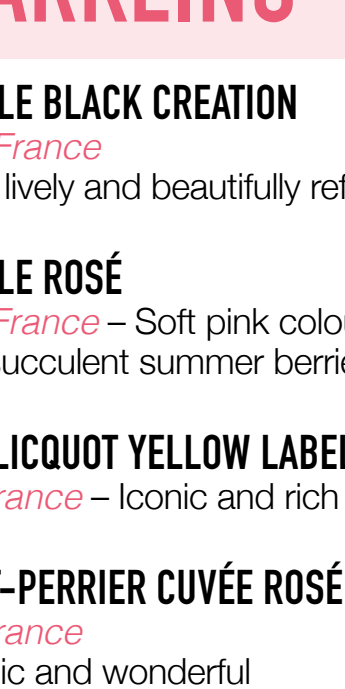 ARKLING
LE BLACK CREATION
France
lively and beautifully ref
LE ROSÉ
France – Soft pink colou
succulent summer berrie
LICQUOT YELLOW LABEL
rance – Iconic and rich
-PERRIER CUVÉE ROSÉ
rance
ic and wonderful